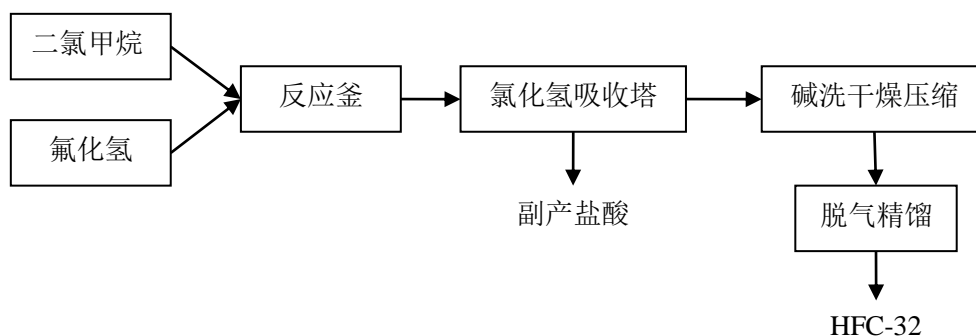 二氯甲烷
氟化氢
反应釜
氯化氢吸收塔
碱洗干燥压缩
副产盐酸
脱气精馏
HFC-32